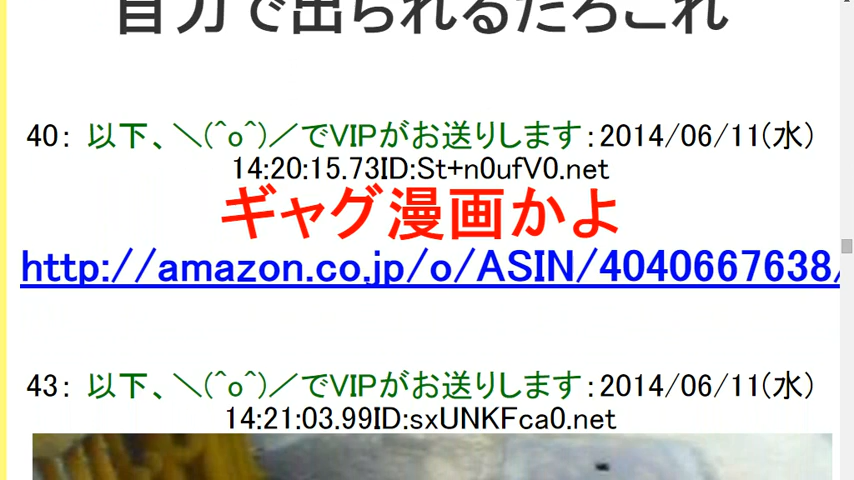 自力で出られるだろこれ
40： 以下、＼(^o^)／でVIPがお送りします：2014/06/11(水)
14:20:15.73ID:St+n0ufV0.net
ギャグ漫画かよ
http://amazon.co.jp/o/ASIN/4040667638/
43： 以下、＼(^o^)／でVIPがお送りします：2014/06/11(水)
14:21:03.99ID:sxUNKFca0.net